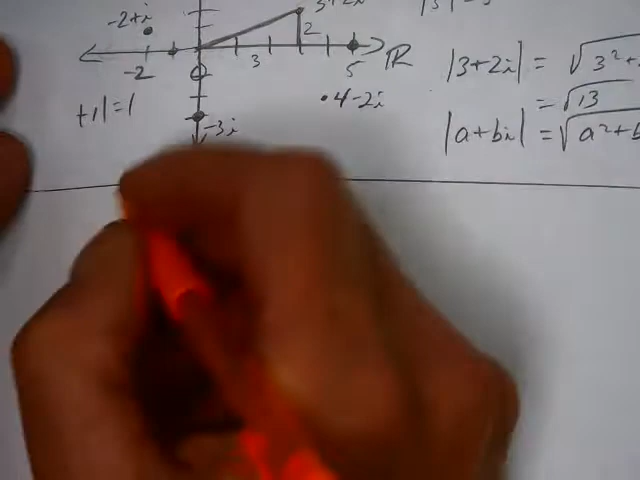 -2+i
3+2i
2
-2
3
5
ℝ
4-2i
+1|=1
-3i
|3+2i| = √3²+
= √13
|a+bi| = √a²+b